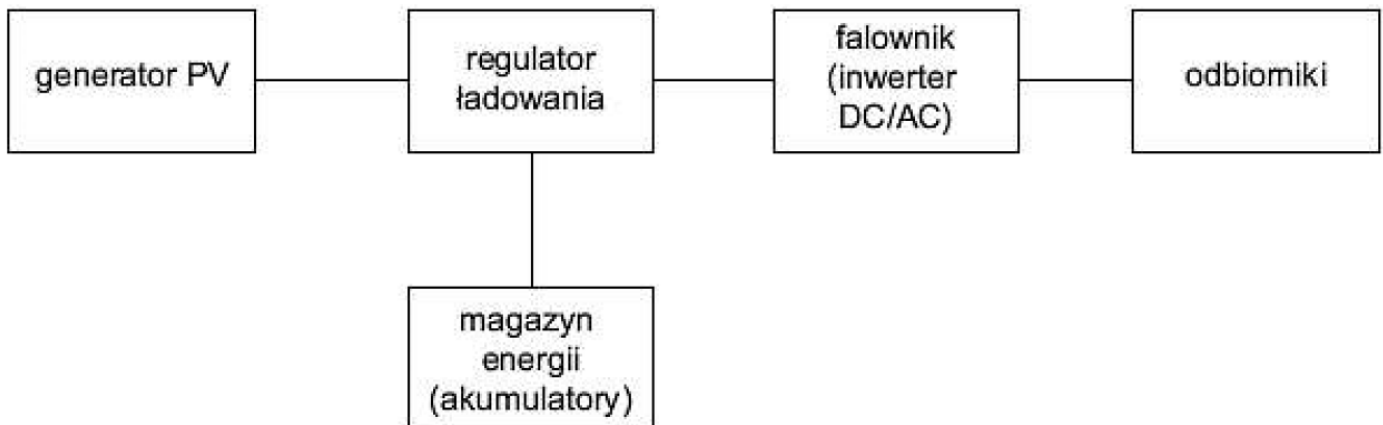 generator PV
regulator
ładowania
falownik
(inwerter
DC/AC)
odbiomiki
magazyn
energii
(akumulatory)